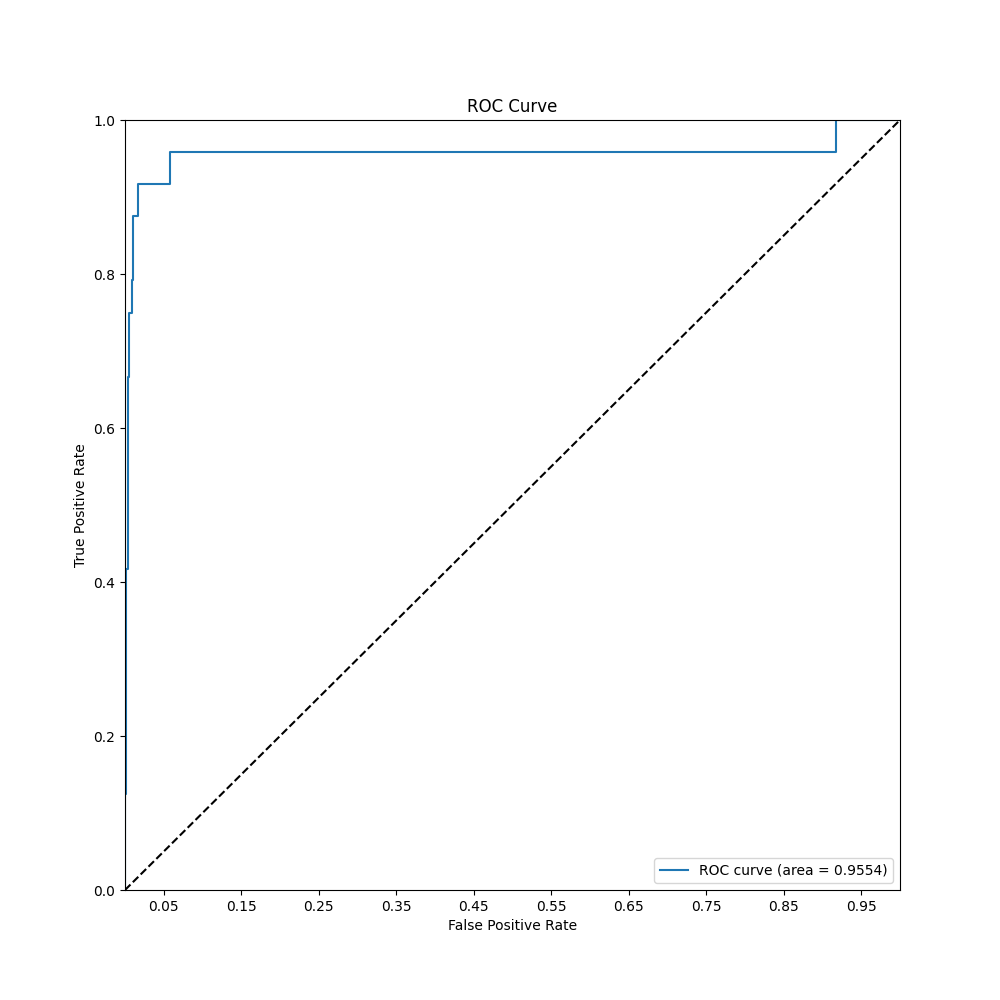 ROC Curve
1.0
0.8
0.6
0.4
0.2
0.0
True Positive Rate
ROC curve (area = 0.9554)
0.05 0.15 0.25 0.35 0.45 0.55 0.65 0.75 0.85 0.95
False Positive Rate